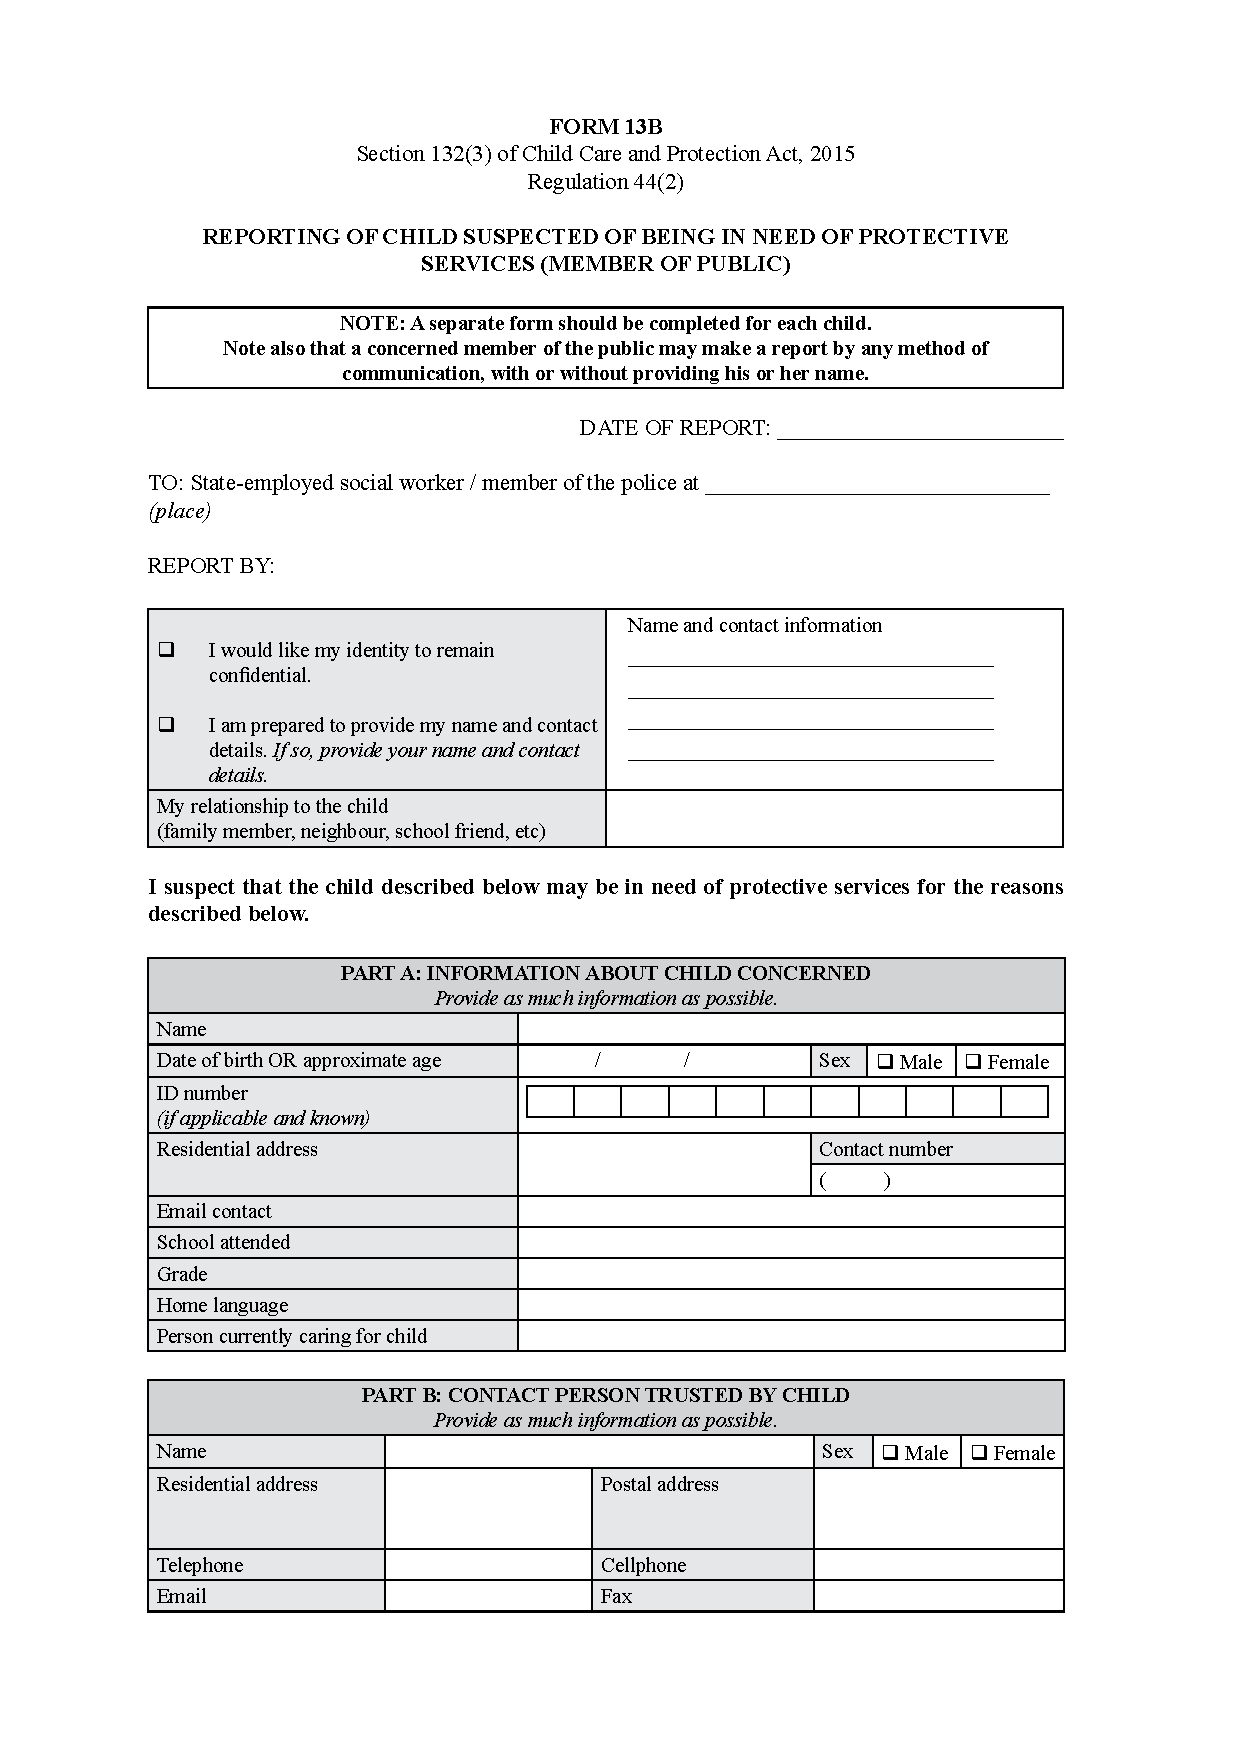 FORM 13B
Section 132(3) of Child Care and Protection Act, 2015
Regulation 44(2)
REPORTING OF CHILD SUSPECTED OF BEING IN NEED OF PROTECTIVE
SERVICES (MEMBER OF PUBLIC)
NOTE: A separate form should be completed for each child.
Note also that a concerned member of the public may make a report by any method of
communication, with or without providing his or her name.
DATE OF REPORT: __________________________
TO: State-employed social worker / member of the police at _______________________________
(place)
REPORT BY:
❑ I would like my identity to remain
confidential.
❑ I am prepared to provide my name and contact
details. If so, provide your name and contact
details.
Name and contact information
___________________________________
___________________________________
___________________________________
___________________________________
My relationship to the child
(family member, neighbour, school friend, etc)
I suspect that the child described below may be in need of protective services for the reasons
described below.
PART A: INFORMATION ABOUT CHILD CONCERNED
Provide as much information as possible.
Name
Date of birth OR approximate age / / Sex ❑ Male ❑ Female
ID number
(if applicable and known)
Residential address Contact number
( )
Email contact
School attended
Grade
Home language
Person currently caring for child
PART B: CONTACT PERSON TRUSTED BY CHILD
Provide as much information as possible.
Name Sex ❑ Male ❑ Female
Residential address Postal address
Telephone Cellphone
Email Fax